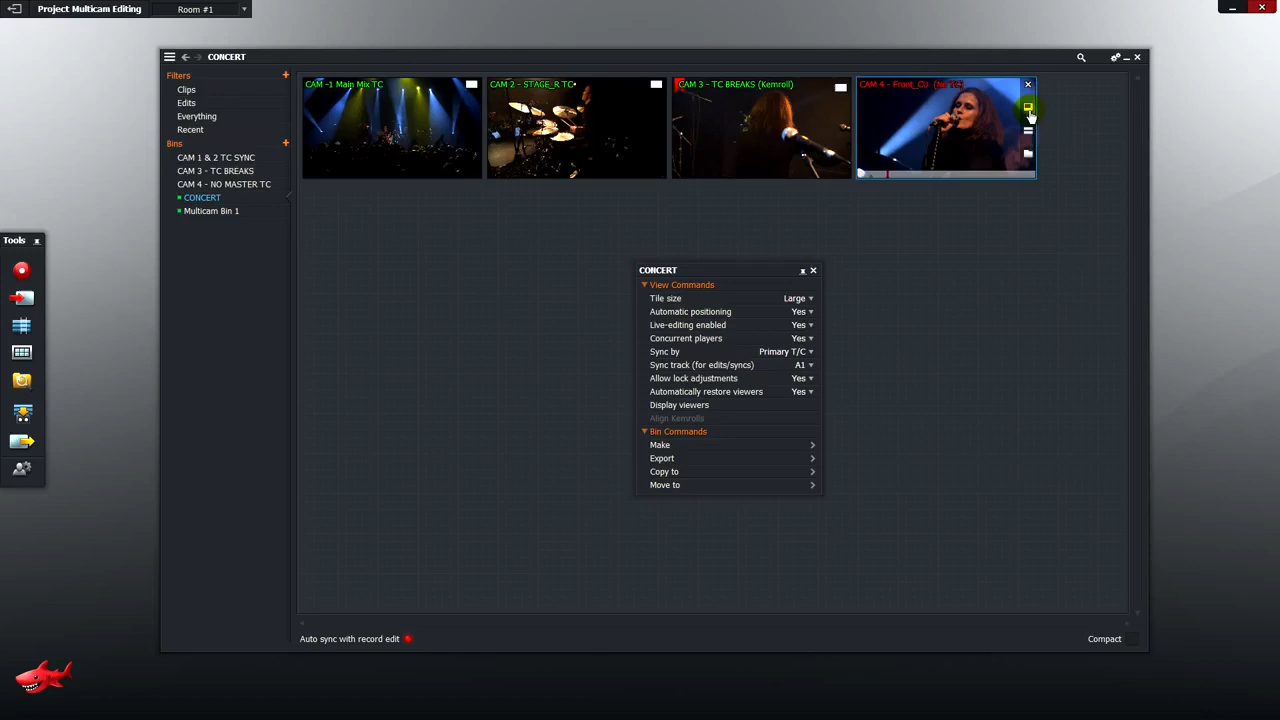 Project Multicam Editing
Room #1
CONCERT
Filters +
Clips
Edits
Everything
Recent
Bins +
CAM 1 & 2 TC SYNC
CAM 3 - TC BREAKS
CAM 4 - NO MASTER TC
CONCERT
Multicam Bin 1
CAM -1 Main Mix TC
CAM 2 - STAGE_R TC
CAM 3 - TC BREAKS (Kemroll)
CAM 4 - Front_CU (No TC)
Tools
CONCERT
View Commands
Tile size Large
Automatic positioning Yes
Live-editing enabled Yes
Concurrent players Yes
Sync by Primary T/C
Sync track (for edits/syncs) A1
Allow lock adjustments Yes
Automatically restore viewers Yes
Display viewers
Align Kemrolls
Bin Commands
Make
Export
Copy to
Move to
Auto sync with record edit
Compact